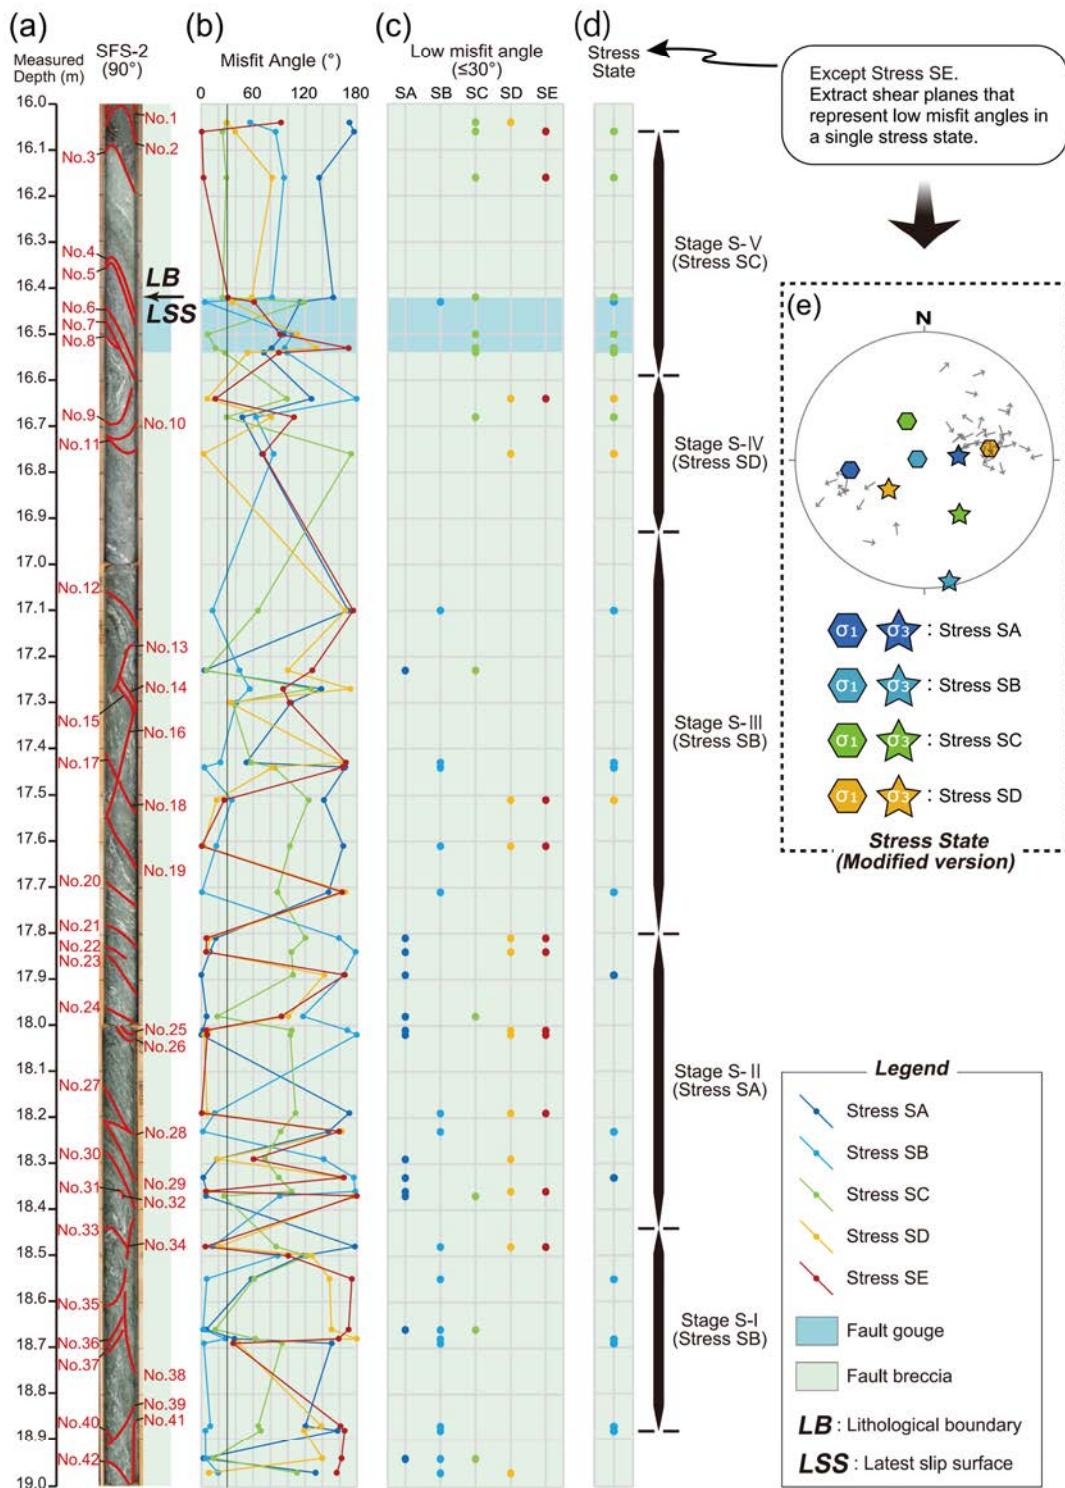 (a)
SFS-2
(90°)
Measured
Depth (m)
16.0
16.1
16.2
16.3
16.4
16.5
16.6
16.7
16.8
16.9
17.0
17.1
17.2
17.3
17.4
17.5
17.6
17.7
17.8
17.9
18.0
18.1
18.2
18.3
18.4
18.5
18.6
18.7
18.8
18.9
19.0
No.1
No.2
No.3
No.4
No.5
No.6
No.7
No.8
No.9
No.10
No.11
No.12
No.13
No.14
No.15
No.16
No.17
No.18
No.19
No.20
No.21
No.22
No.23
No.24
No.25
No.26
No.27
No.28
No.30
No.29
No.31
No.32
No.33
No.34
No.35
No.36
No.37
No.38
No.39
No.40
No.41
No.42
LB
LSS
(b)
Misfit Angle (°)
0 60 120 180
(c)
Low misfit angle
(≤30°)
SA SB SC SD SE
(d)
Stress
State
Stage S-V
(Stress SC)
Stage S-IV
(Stress SD)
Stage S-III
(Stress SB)
Stage S-II
(Stress SA)
Stage S-I
(Stress SB)
Except Stress SE.
Extract shear planes that
represent low misfit angles in
a single stress state.
(e)
N
σ1 σ3 : Stress SA
σ1 σ3 : Stress SB
σ1 σ3 : Stress SC
σ1 σ3 : Stress SD
Stress State
(Modified version)
Legend
Stress SA
Stress SB
Stress SC
Stress SD
Stress SE
Fault gouge
Fault breccia
LB : Lithological boundary
LSS : Latest slip surface